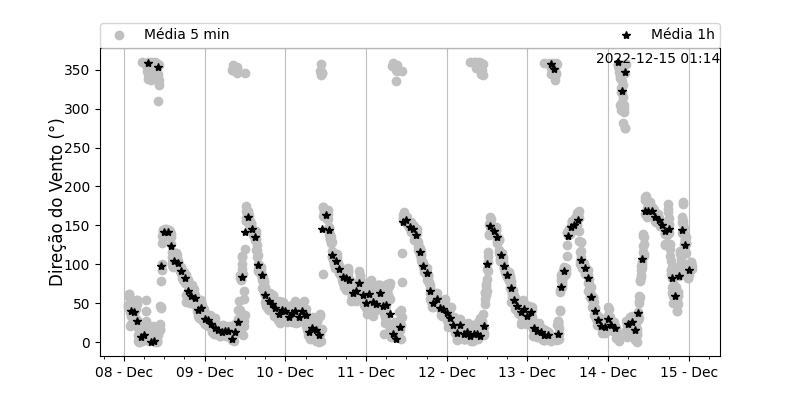 Média 5 min
Média 1h
2022-12-15 01:14
Direção do Vento (°)
350
300
250
200
150
100
50
0
08 - Dec
09 - Dec
10 - Dec
11 - Dec
12 - Dec
13 - Dec
14 - Dec
15 - Dec